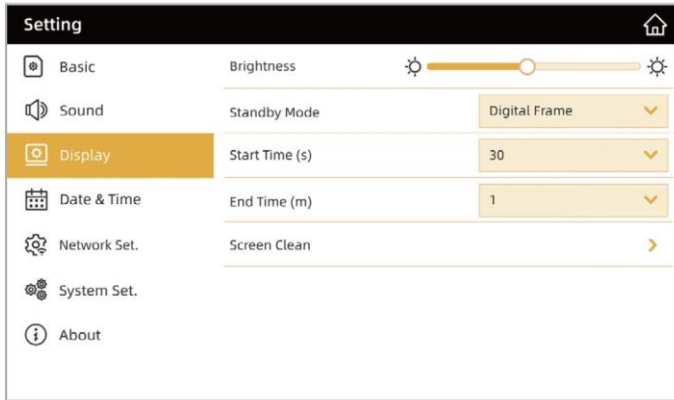 Setting
Basic
Brightness
Sound
Standby Mode
Digital Frame
Display
Start Time (s)
30
Date & Time
End Time (m)
1
Network Set.
Screen Clean
System Set.
About